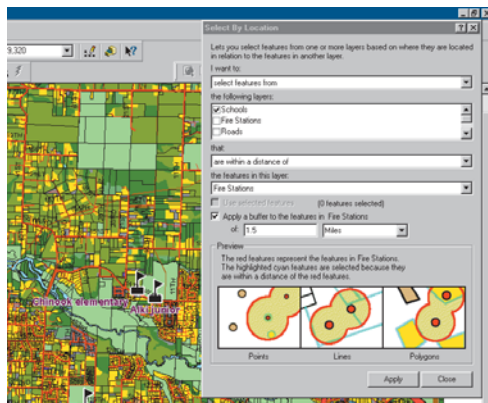 Select By Location
9,320
Lets you select features from one or more layers based on where they are located
in relation to the features in another layer.
I want to:
select features from
the following layers:
Schools
Fire Stations
Roads
that:
are within a distance of
the features in this layer:
Fire Stations
Use selected features (0 features selected)
Apply a buffer to the features in Fire Stations
of: 1.5 Miles
Preview
The red features represent the features in Fire Stations.
The highlighted cyan features are selected because they
are within a distance of the red features.
Points Lines Polygons
Apply Close
Chinook elementary
Alki junior